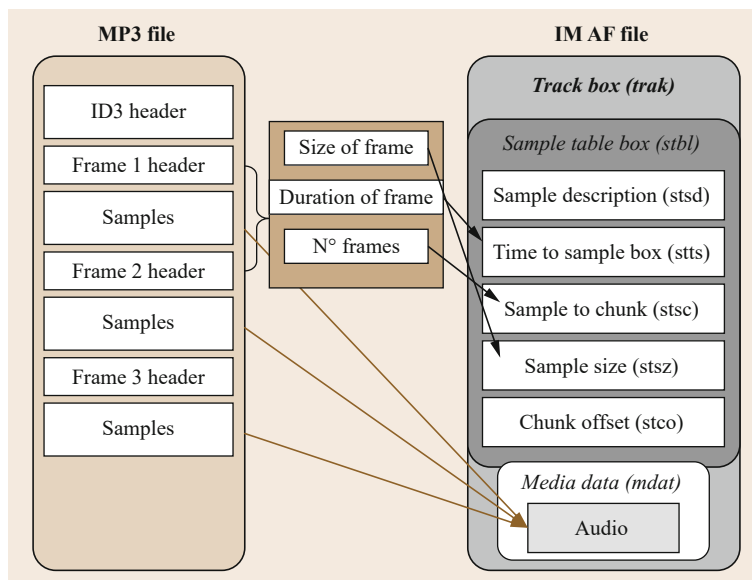 MP3 file
ID3 header
Frame 1 header
Samples
Frame 2 header
Samples
Frame 3 header
Samples
Size of frame
Duration of frame
N° frames
IM AF file
Track box (trak)
Sample table box (stbl)
Sample description (stsd)
Time to sample box (stts)
Sample to chunk (stsc)
Sample size (stsz)
Chunk offset (stco)
Media data (mdat)
Audio